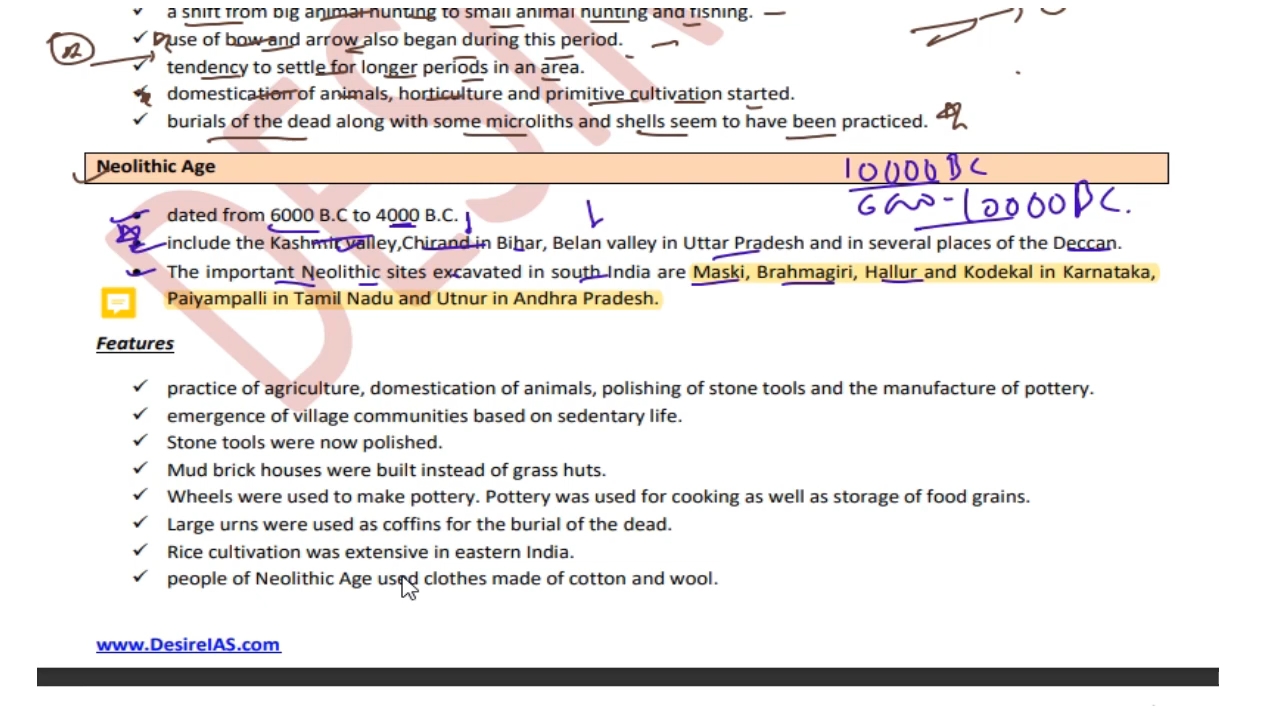 a shift from big animal hunting to small animal hunting and fishing.
use of bow and arrow also began during this period.
tendency to settle for longer periods in an area.
domestication of animals, horticulture and primitive cultivation started.
burials of the dead along with some microliths and shells seem to have been practiced.
Neolithic Age
10000 BC
dated from 6000 B.C to 4000 B.C.
10000 BC.
include the Kashmir valley,Chirand in Bihar, Belan valley in Uttar Pradesh and in several places of the Deccan.
The important Neolithic sites excavated in south India are Maski, Brahmagiri, Hallur and Kodekal in Karnataka,
Paiyampalli in Tamil Nadu and Utnur in Andhra Pradesh.
Features
practice of agriculture, domestication of animals, polishing of stone tools and the manufacture of pottery.
emergence of village communities based on sedentary life.
Stone tools were now polished.
Mud brick houses were built instead of grass huts.
Wheels were used to make pottery. Pottery was used for cooking as well as storage of food grains.
Large urns were used as coffins for the burial of the dead.
Rice cultivation was extensive in eastern India.
people of Neolithic Age used clothes made of cotton and wool.
www.DesireIAS.com